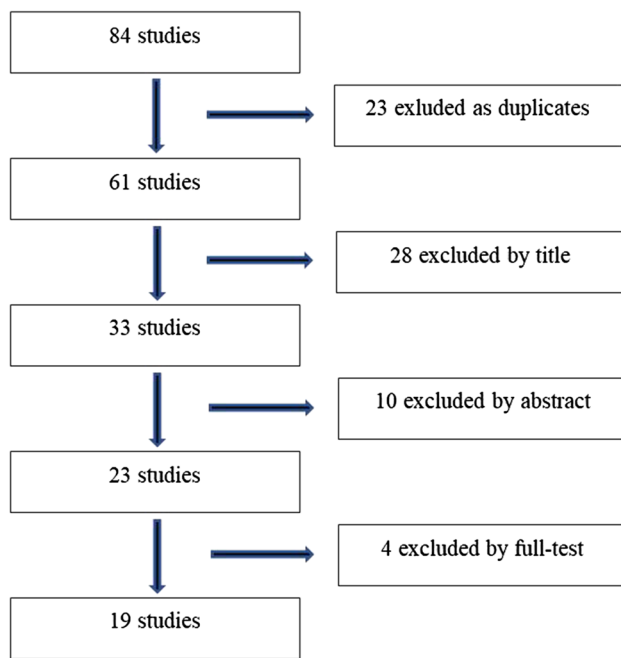 84 studies
23 exluded as duplicates
61 studies
28 excluded by title
33 studies
10 excluded by abstract
23 studies
4 excluded by full-test
19 studies